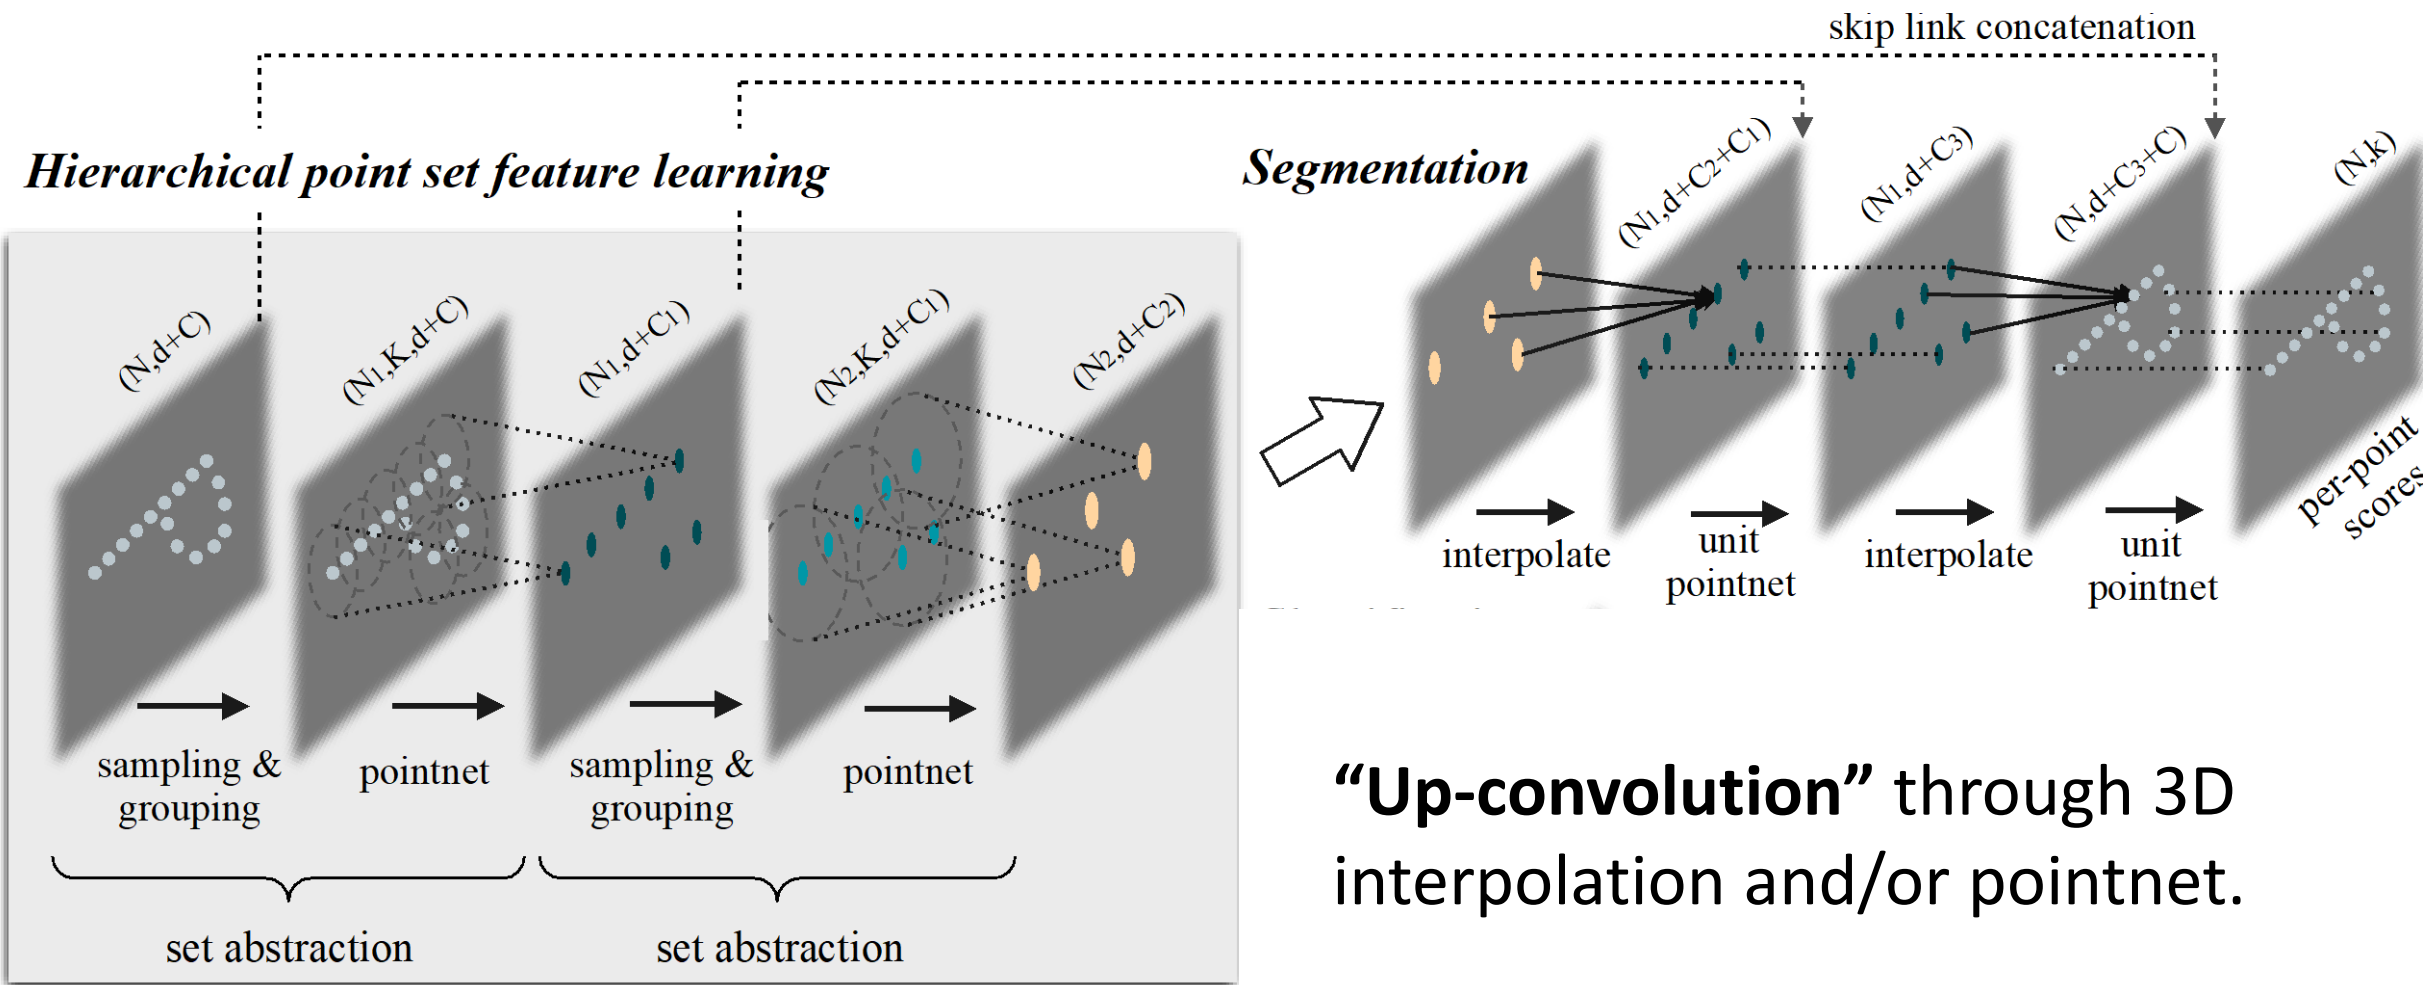 skip link concatenation
Hierarchical point set feature learning
Segmentation
(N,d+C)
(N1,K,d+C)
(N1,d+C1)
(N2,K,d+C1)
(N2,d+C2)
(N1,d+C2+C1)
(N1,d+C3)
(N,d+C3+C)
(N,k)
sampling &
grouping
pointnet
sampling &
grouping
pointnet
set abstraction
set abstraction
interpolate
unit
pointnet
interpolate
unit
pointnet
per-point
scores
“Up-convolution” through 3D
interpolation and/or pointnet.